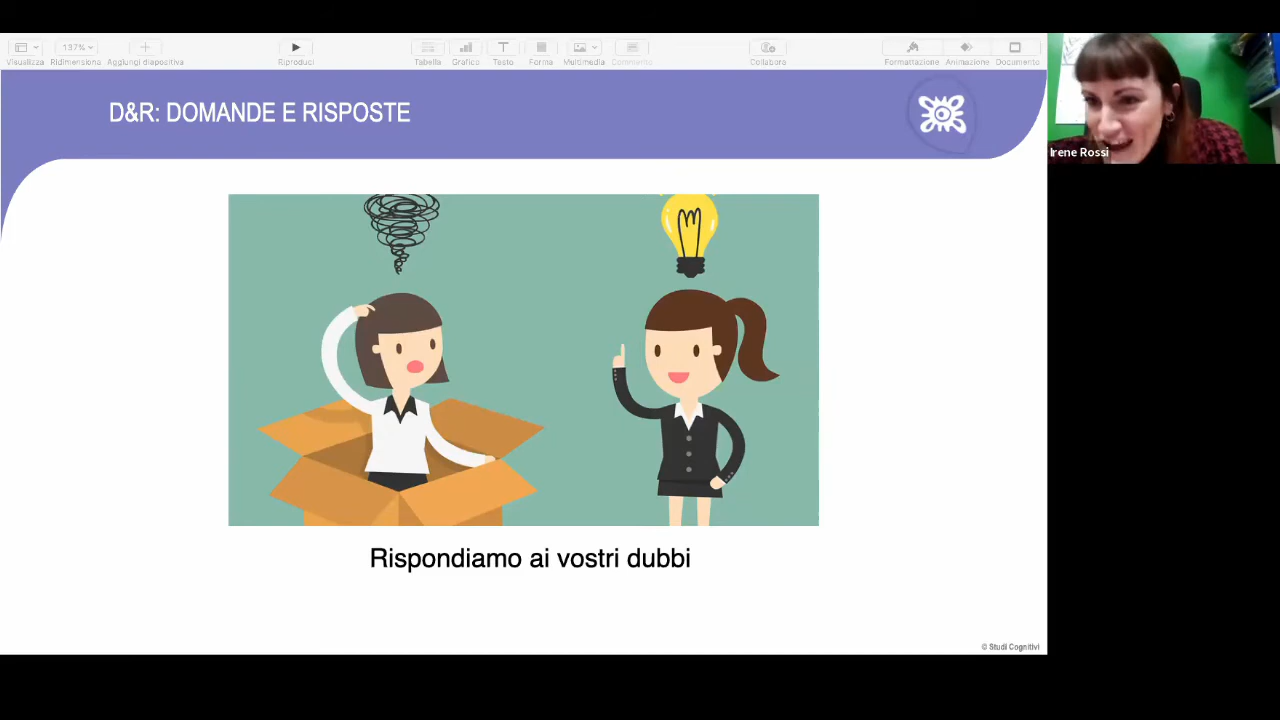 137%
Visualizza Ridimensiona Aggiungi diapositiva Riproduci Tabella Grafico Testo Forma Multimedia Commento Collabora Formattazione Animazione Documento
D&R: DOMANDE E RISPOSTE
Irene Rossi
Rispondiamo ai vostri dubbi
© Studi Cognitivi